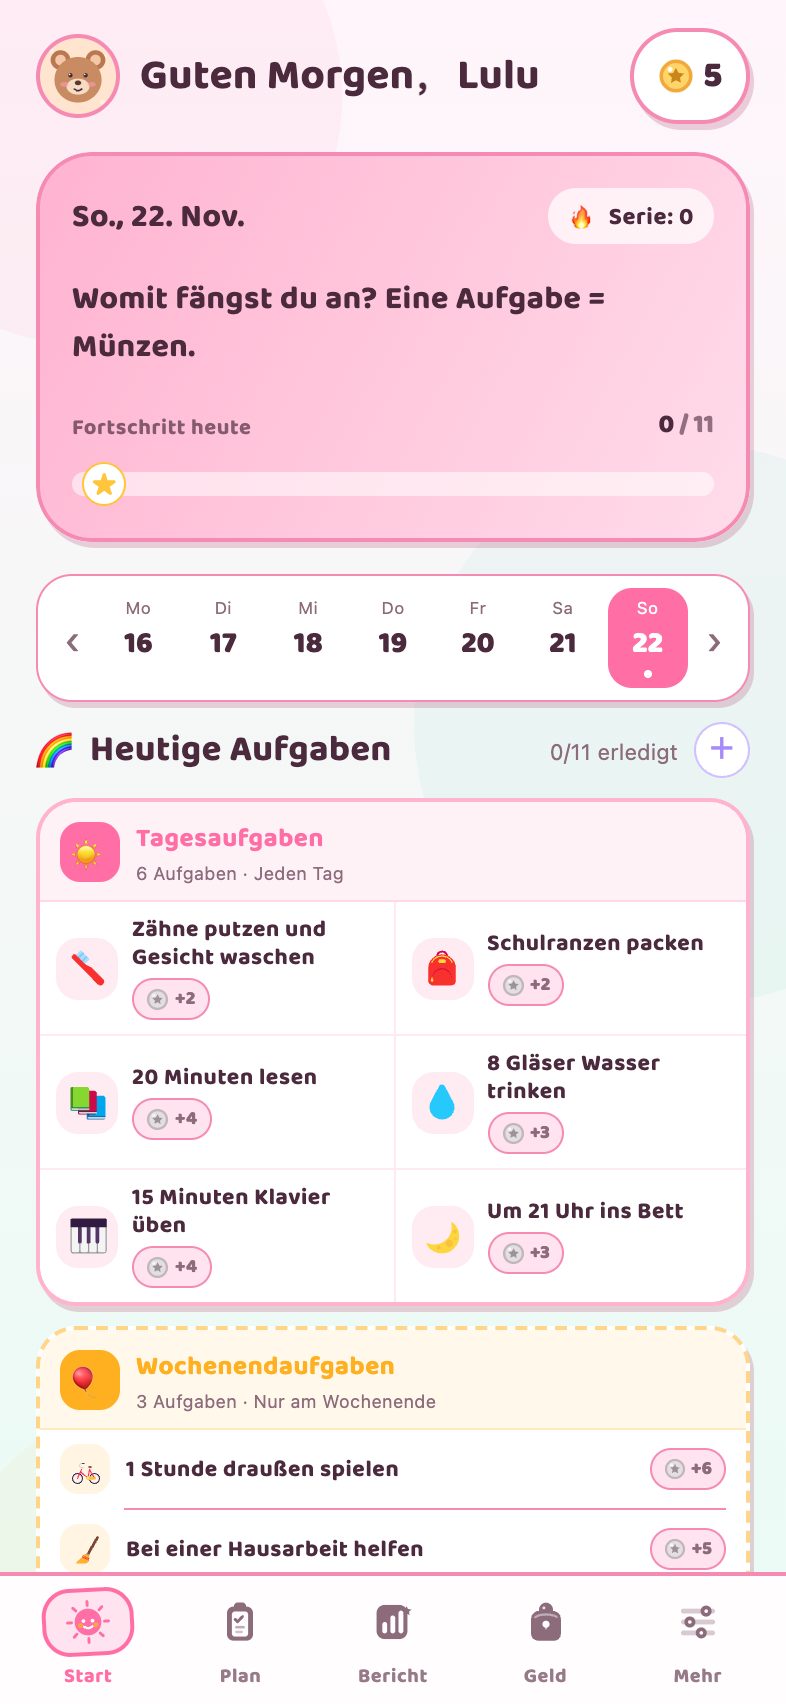 Guten Morgen, Lulu
5
So., 22. Nov.
Serie: 0
Womit fängst du an? Eine Aufgabe =
Münzen.
Fortschritt heute
0 / 11
Mo Di Mi Do Fr Sa So
‹ 16 17 18 19 20 21 22 ›
Heutige Aufgaben
0/11 erledigt
+
Tagesaufgaben
6 Aufgaben · Jeden Tag
Zähne putzen und
Gesicht waschen
+2
Schulranzen packen
+2
20 Minuten lesen
+4
8 Gläser Wasser
trinken
+3
15 Minuten Klavier
üben
+4
Um 21 Uhr ins Bett
+3
Wochenendaufgaben
3 Aufgaben · Nur am Wochenende
1 Stunde draußen spielen
+6
Bei einer Hausarbeit helfen
+5
Start
Plan
Bericht
Geld
Mehr